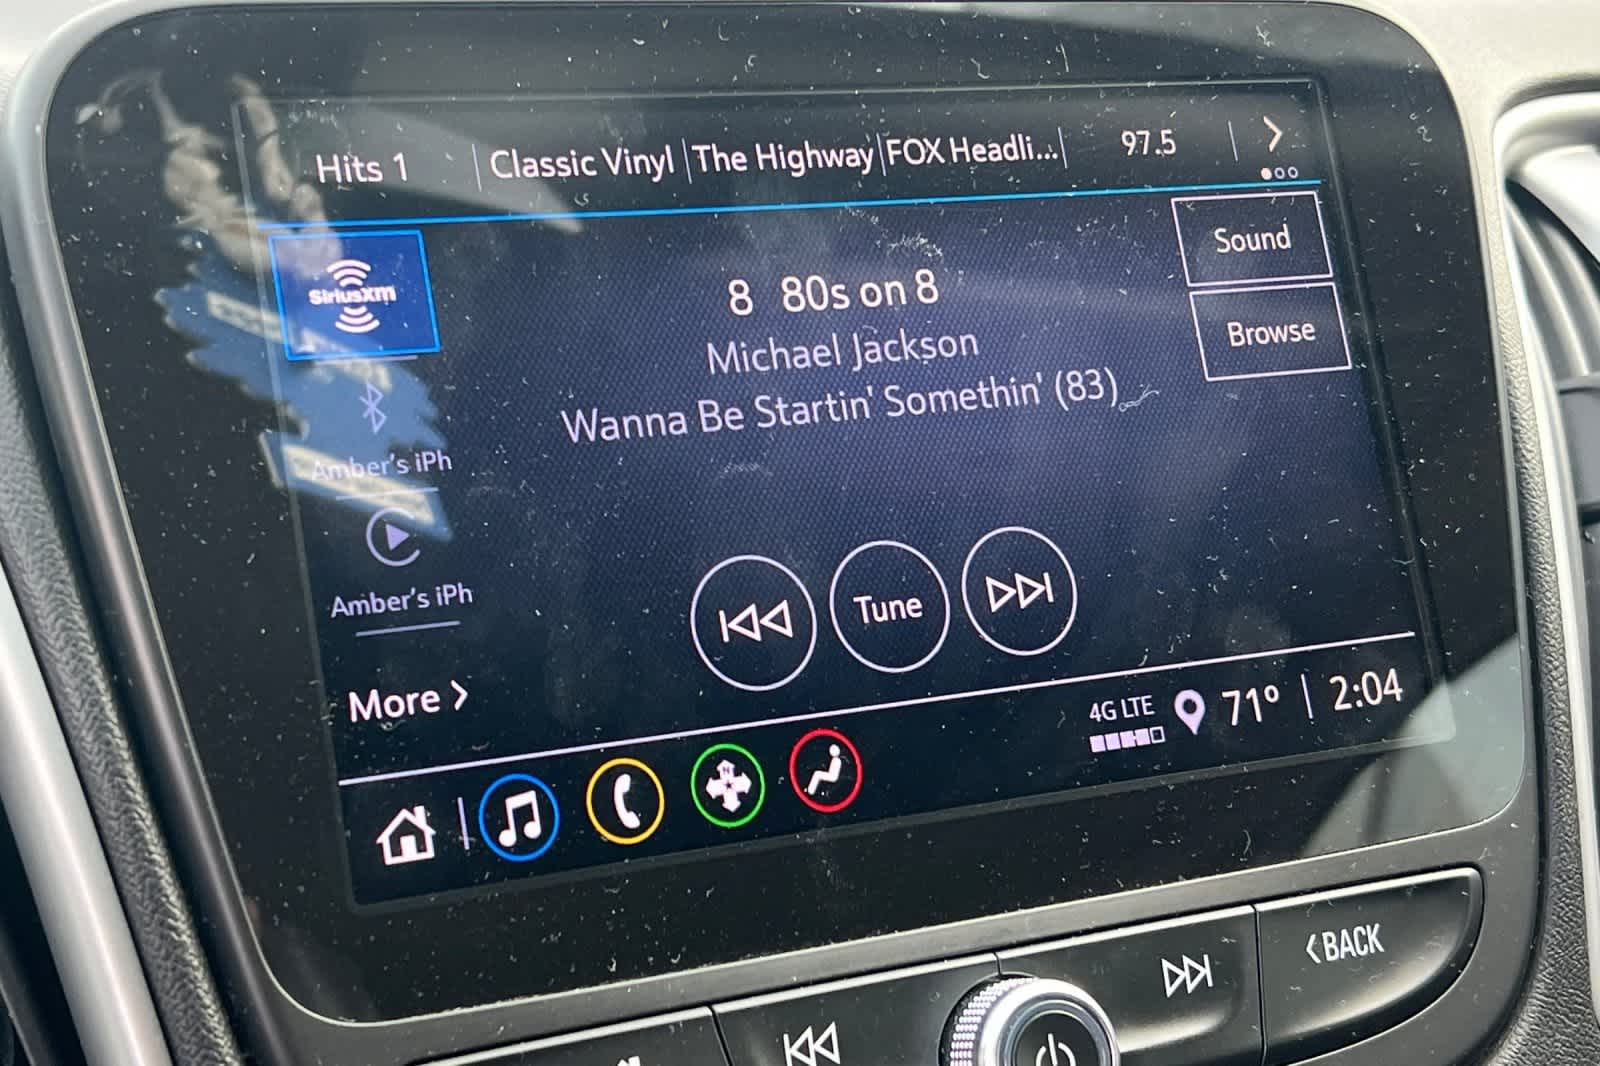 Hits 1 Classic Vinyl The Highway FOX Headli... 97.5
SiriusXM
Sound
8 80s on 8
Michael Jackson
Wanna Be Startin' Somethin' (83)
Browse
Amber's iPh
Amber's iPh
Tune
More
4G LTE 71° 2:04
N
BACK